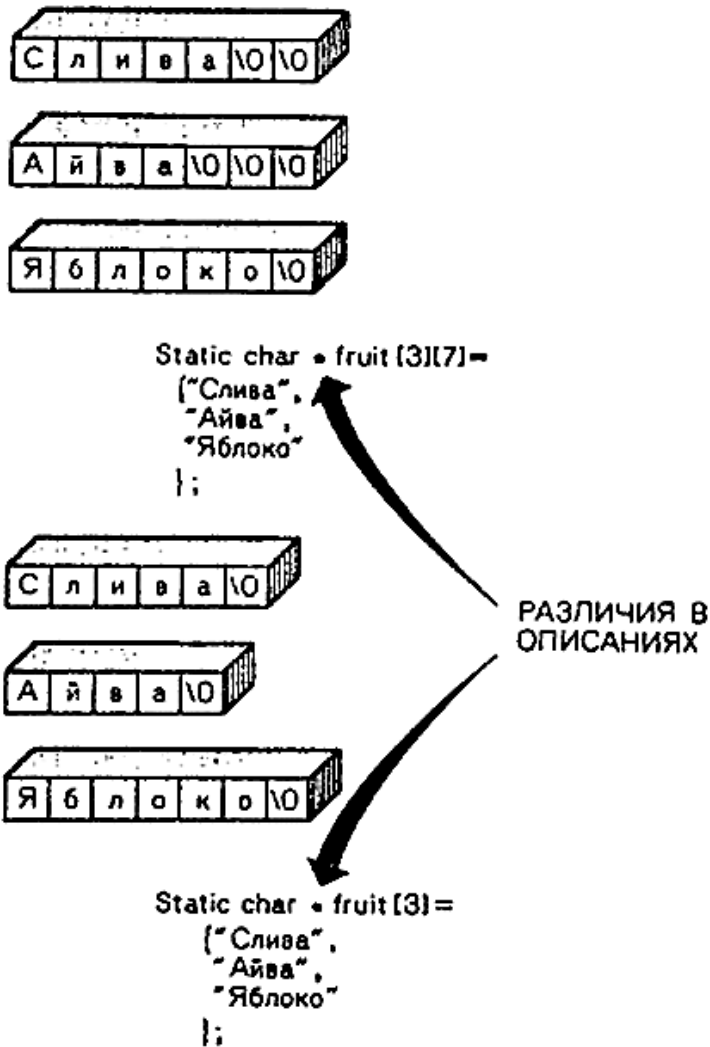 С л и в а \0 \0
А й в а \0 \0 \0
Я б л о к о \0
Static char * fruit [3][7]=
{"Слива",
"Айва",
"Яблоко"
};
С л и в а \0
А й в а \0
Я б л о к о \0
РАЗЛИЧИЯ В
ОПИСАНИЯХ
Static char * fruit [3]=
{"Слива",
"Айва",
"Яблоко"
};